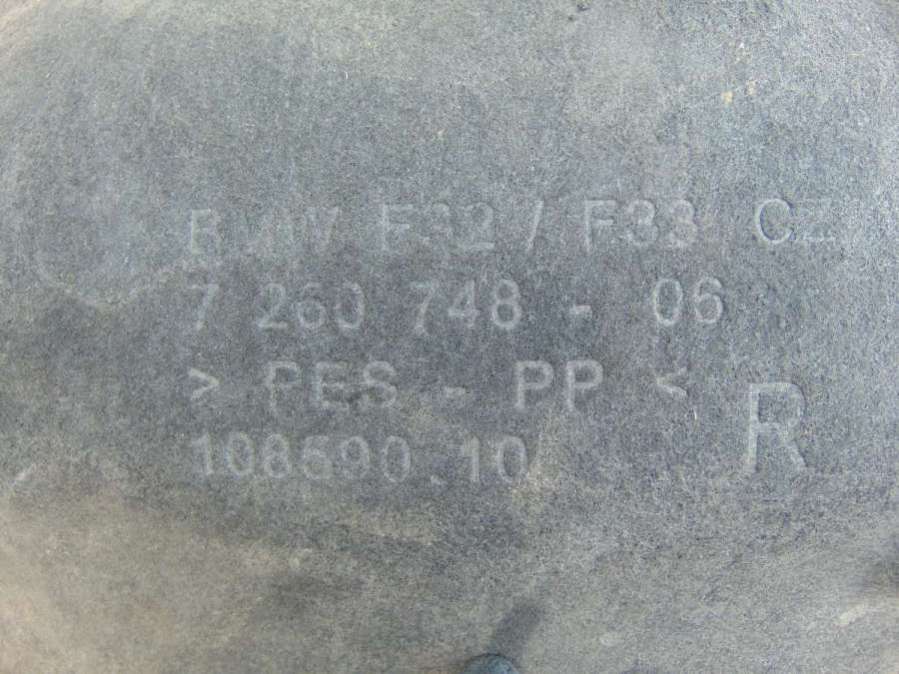 BMW F32 / F33 CZ
7 260 748 - 06
> PES - PP <
R
108690.10